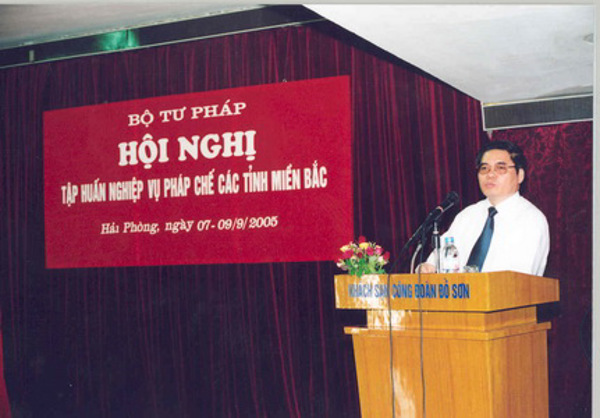 BỘ TƯ PHÁP
HỘI NGHỊ
TẬP HUẤN NGHIỆP VỤ PHÁP CHẾ CÁC TỈNH MIỀN BẮC
Hải Phòng, ngày 07-09/9/2005
KHÁCH SẠN CÔNG ĐOÀN ĐỒ SƠN